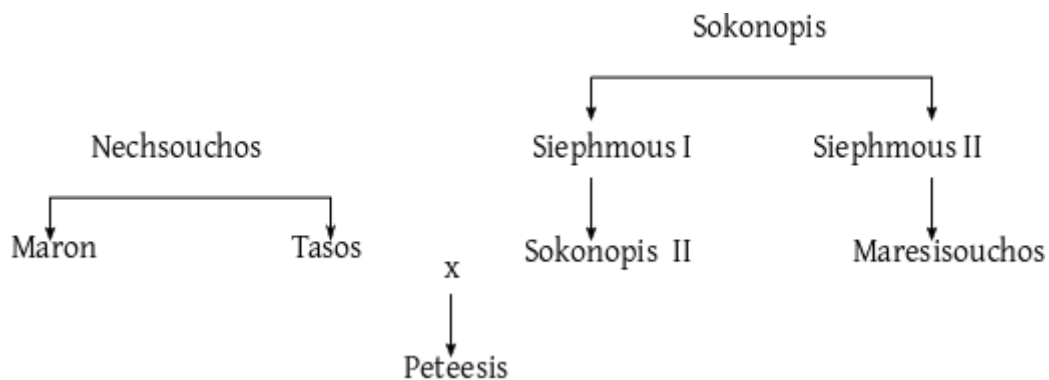 Sokonopis
Nechsouchos Siephmous I Siephmous II
Maron Tasos Sokonopis II Maresisouchos
x
Peteesis